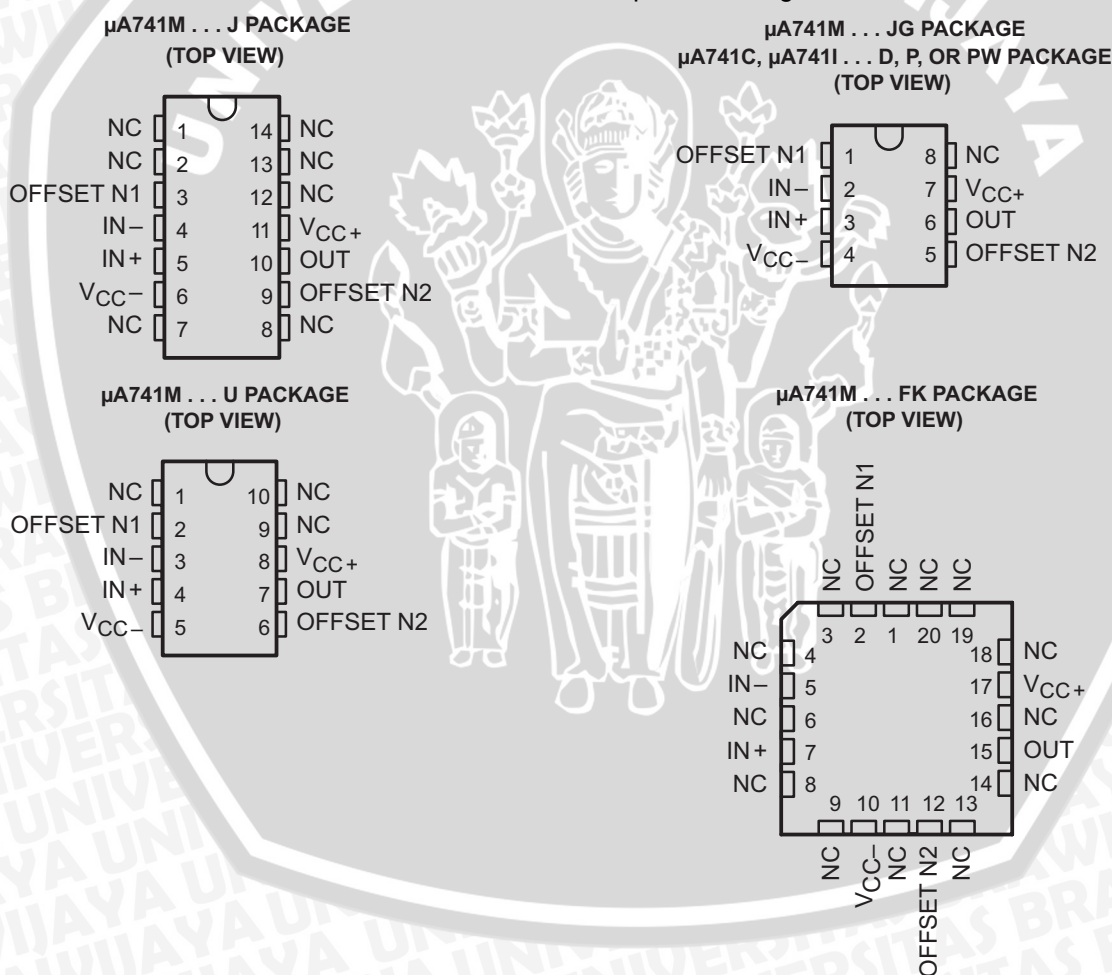 µA741M . . . J PACKAGE
(TOP VIEW)
NC 1 14 NC
NC 2 13 NC
OFFSET N1 3 12 NC
IN– 4 11 VCC+
IN+ 5 10 OUT
VCC– 6 9 OFFSET N2
NC 7 8 NC
µA741M . . . JG PACKAGE
µA741C, µA741I . . . D, P, OR PW PACKAGE
(TOP VIEW)
OFFSET N1 1 8 NC
IN– 2 7 VCC+
IN+ 3 6 OUT
VCC– 4 5 OFFSET N2
µA741M . . . U PACKAGE
(TOP VIEW)
NC 1 10 NC
OFFSET N1 2 9 NC
IN– 3 8 VCC+
IN+ 4 7 OUT
VCC– 5 6 OFFSET N2
µA741M . . . FK PACKAGE
(TOP VIEW)
NC OFFSET N1 NC NC NC
3 2 1 20 19
NC 4 18 NC
IN– 5 17 VCC+
NC 6 16 NC
IN+ 7 15 OUT
NC 8 14 NC
9 10 11 12 13
NC VCC– NC OFFSET N2 NC